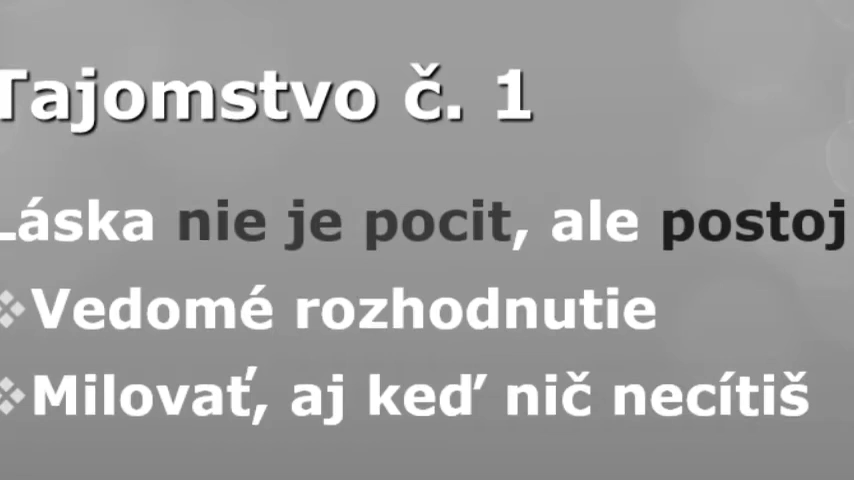 Tajomstvo č. 1
Láska nie je pocit, ale postoj
Vedomé rozhodnutie
Milovať, aj keď nič necítiš